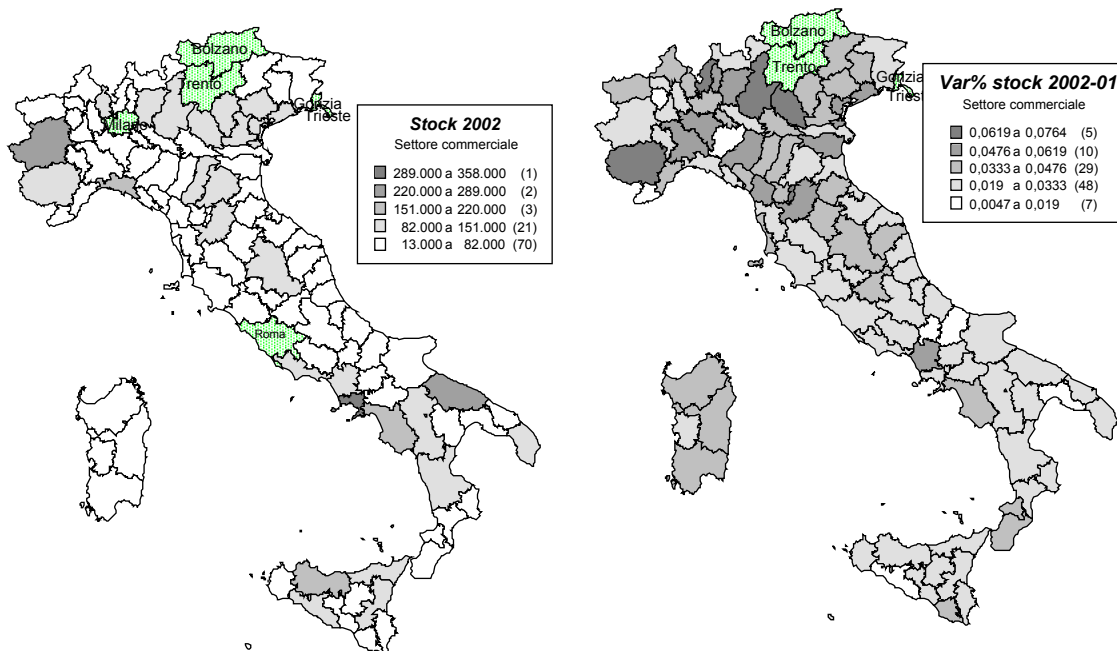 Bolzano
Trento
Gorizia
Trieste
Milano
Roma
Stock 2002
Settore commerciale
289.000 a 358.000 (1)
220.000 a 289.000 (2)
151.000 a 220.000 (3)
82.000 a 151.000 (21)
13.000 a 82.000 (70)
Bolzano
Trento
Gorizia
Trieste
Var% stock 2002-01
Settore commerciale
0,0619 a 0,0764 (5)
0,0476 a 0,0619 (10)
0,0333 a 0,0476 (29)
0,019 a 0,0333 (48)
0,0047 a 0,019 (7)